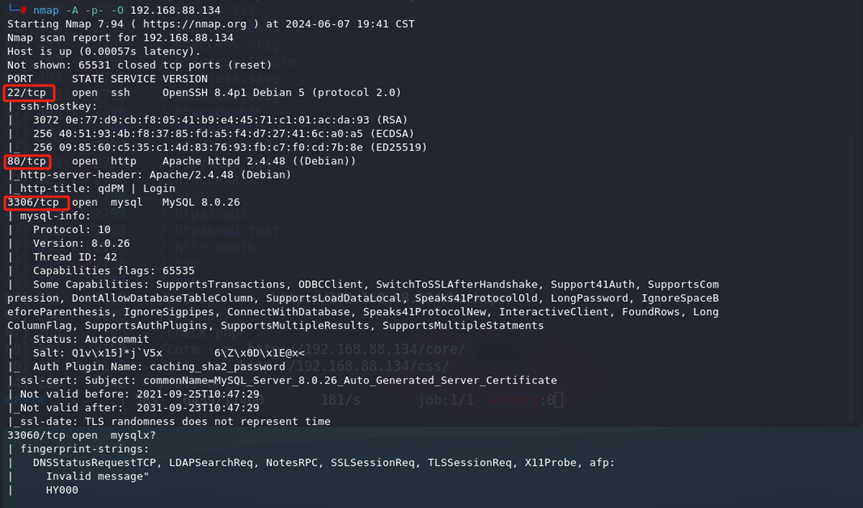 └─# nmap -A -p- -O 192.168.88.134
Starting Nmap 7.94 ( https://nmap.org ) at 2024-06-07 19:41 CST
Nmap scan report for 192.168.88.134
Host is up (0.00057s latency).
Not shown: 65531 closed tcp ports (reset)
PORT      STATE SERVICE VERSION
22/tcp    open  ssh     OpenSSH 8.4p1 Debian 5 (protocol 2.0)
| ssh-hostkey:
|   3072 0e:77:d9:cb:f8:05:41:b9:e4:45:71:c1:01:ac:da:93 (RSA)
|   256 40:51:93:4b:f8:37:85:fd:a5:f4:d7:27:41:6c:a0:a5 (ECDSA)
|_  256 09:85:60:c5:35:c1:4d:83:76:93:fb:c7:f0:cd:7b:8e (ED25519)
80/tcp    open  http    Apache httpd 2.4.48 ((Debian))
|_http-server-header: Apache/2.4.48 (Debian)
|_http-title: qdPM | Login
3306/tcp  open  mysql   MySQL 8.0.26
| mysql-info:
|   Protocol: 10
|   Version: 8.0.26
|   Thread ID: 42
|   Capabilities flags: 65535
|   Some Capabilities: SupportsTransactions, ODBCClient, SwitchToSSLAfterHandshake, Support41Auth, SupportsCom
pression, DontAllowDatabaseTableColumn, SupportsLoadDataLocal, Speaks41ProtocolOld, LongPassword, IgnoreSpaceB
eforeParenthesis, IgnoreSigpipes, ConnectWithDatabase, Speaks41ProtocolNew, InteractiveClient, FoundRows, Long
ColumnFlag, SupportsAuthPlugins, SupportsMultipleResults, SupportsMultipleStatments
|   Status: Autocommit
|   Salt: Q1v\x15]*j`V5x        6\Z\x0D\x1E@x<
|_  Auth Plugin Name: caching_sha2_password
| ssl-cert: Subject: commonName=MySQL_Server_8.0.26_Auto_Generated_Server_Certificate
| Not valid before: 2021-09-25T10:47:29
|_Not valid after:  2031-09-23T10:47:29
|_ssl-date: TLS randomness does not represent time
33060/tcp open  mysqlx?
| fingerprint-strings:
|   DNSStatusRequestTCP, LDAPSearchReq, NotesRPC, SSLSessionReq, TLSSessionReq, X11Probe, afp:
|     Invalid message"
|     HY000